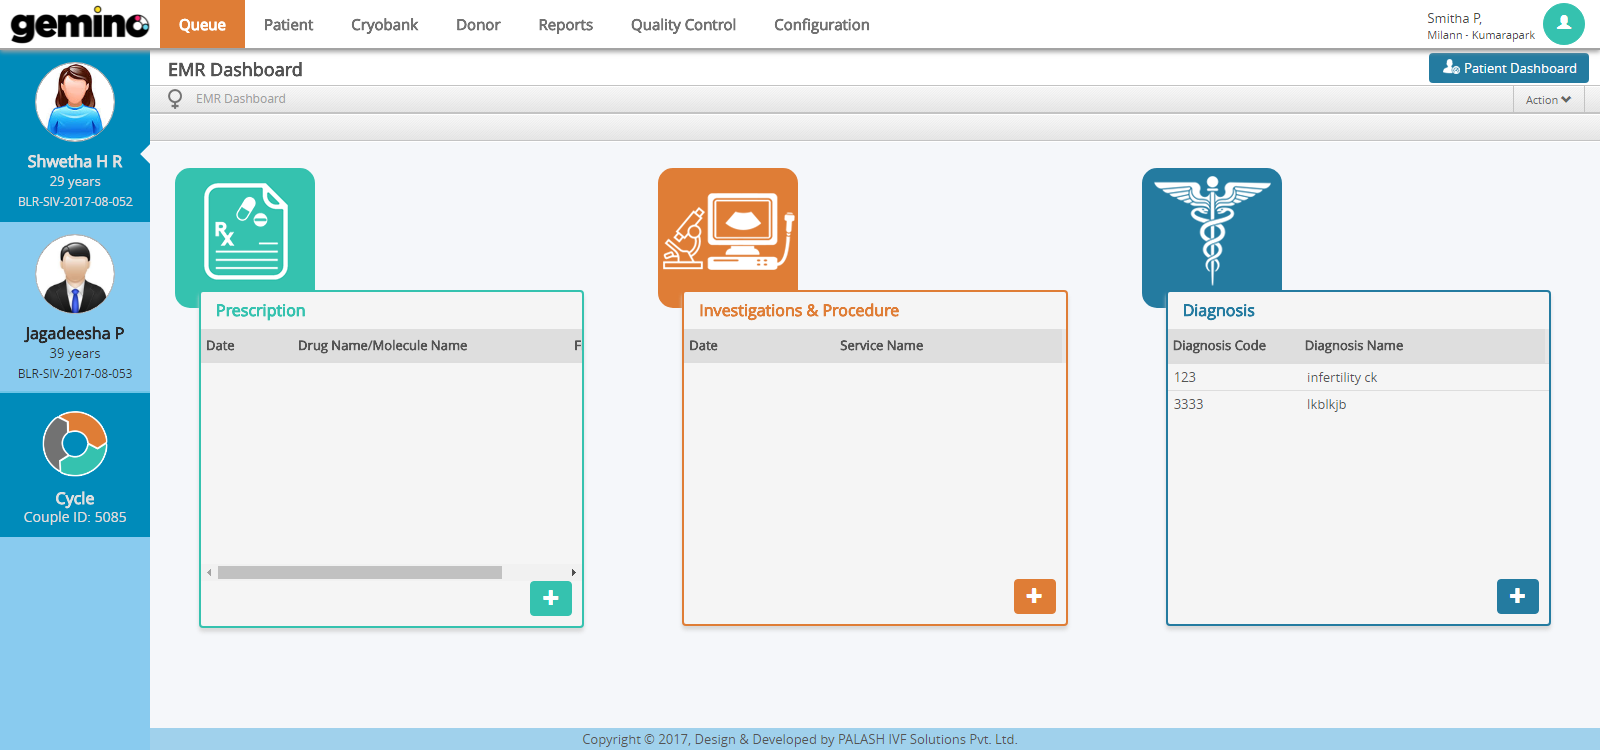 gemino
Queue Patient Cryobank Donor Reports Quality Control Configuration
Smitha P,
Milann - Kumarapark
EMR Dashboard
Patient Dashboard
EMR Dashboard
Action
Shwetha H R
29 years
BLR-SIV-2017-08-052
Jagadeesha P
39 years
BLR-SIV-2017-08-053
Cycle
Couple ID: 5085
Rx
Prescription
Date Drug Name/Molecule Name F
Investigations & Procedure
Date Service Name
Diagnosis
Diagnosis Code Diagnosis Name
123 infertility ck
3333 lkblkjb
Copyright © 2017, Design & Developed by PALASH IVF Solutions Pvt. Ltd.